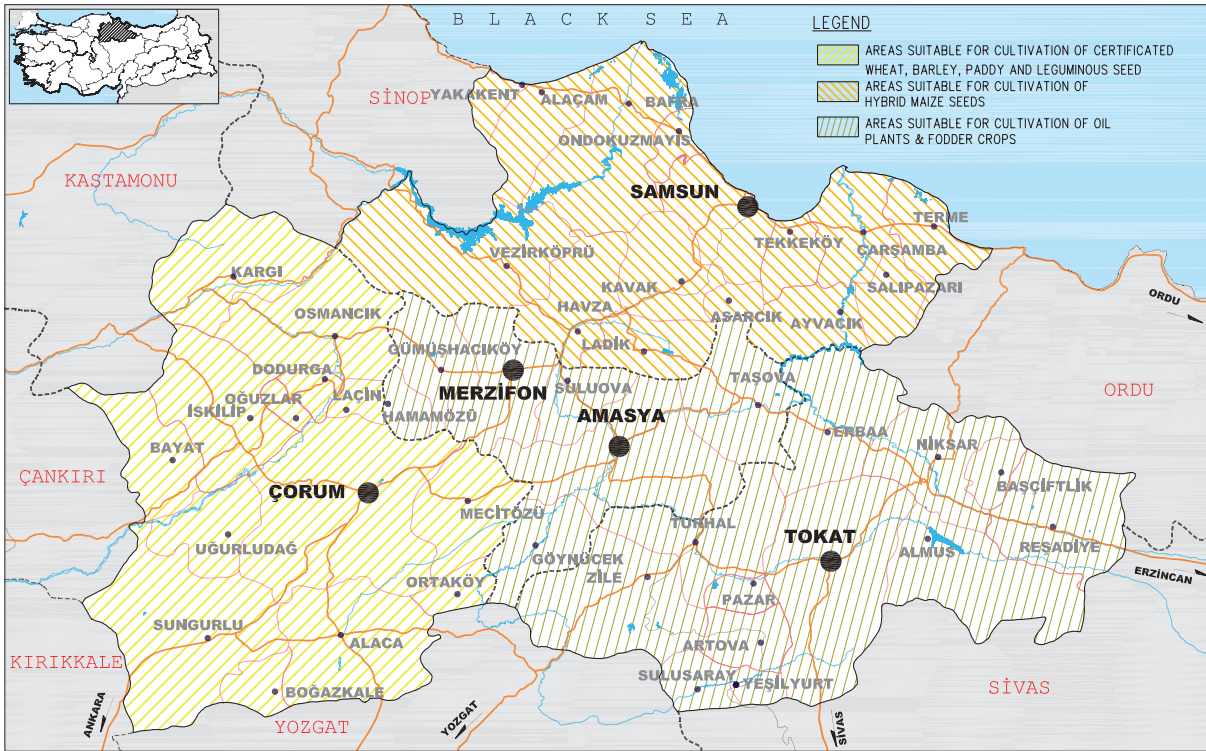 BLACK SEA
LEGEND
AREAS SUITABLE FOR CULTIVATION OF CERTIFICATED
WHEAT, BARLEY, PADDY AND LEGUMINOUS SEED
AREAS SUITABLE FOR CULTIVATION OF
HYBRID MAIZE SEEDS
AREAS SUITABLE FOR CULTIVATION OF OIL
PLANTS & FODDER CROPS
SİNOP
YAKAKENT
ALAÇAM
BAFRA
ONDOKUZMAYIS
KASTAMONU
SAMSUN
TERME
TEKKEKÖY
ÇARŞAMBA
VEZİRKÖPRÜ
KARGI
KAVAK
SALIPAZARI
ORDU
HAVZA
ASARCIK
AYVACIK
OSMANCIK
LADİK
GÜMÜŞHACIKÖY
DODURGA
MERZİFON
SULUOVA
TAŞOVA
ORDU
OĞUZLAR
LAÇİN
İSKİLİP
HAMAMÖZÜ
AMASYA
ERBAA
NİKSAR
BAYAT
ÇANKIRI
ÇORUM
BAŞÇİFTLİK
MECİTÖZÜ
TURHAL
TOKAT
UĞURLUDAĞ
GÖYNÜCEK
ALMUS
REŞADİYE
ZİLE
ERZİNCAN
ORTAKÖY
PAZAR
SUNGURLU
ALACA
ARTOVA
KIRIKKALE
SULUSARAY
YEŞİLYURT
SİVAS
BOĞAZKALE
ANKARA
YOZGAT
YOZGAT
SİVAS